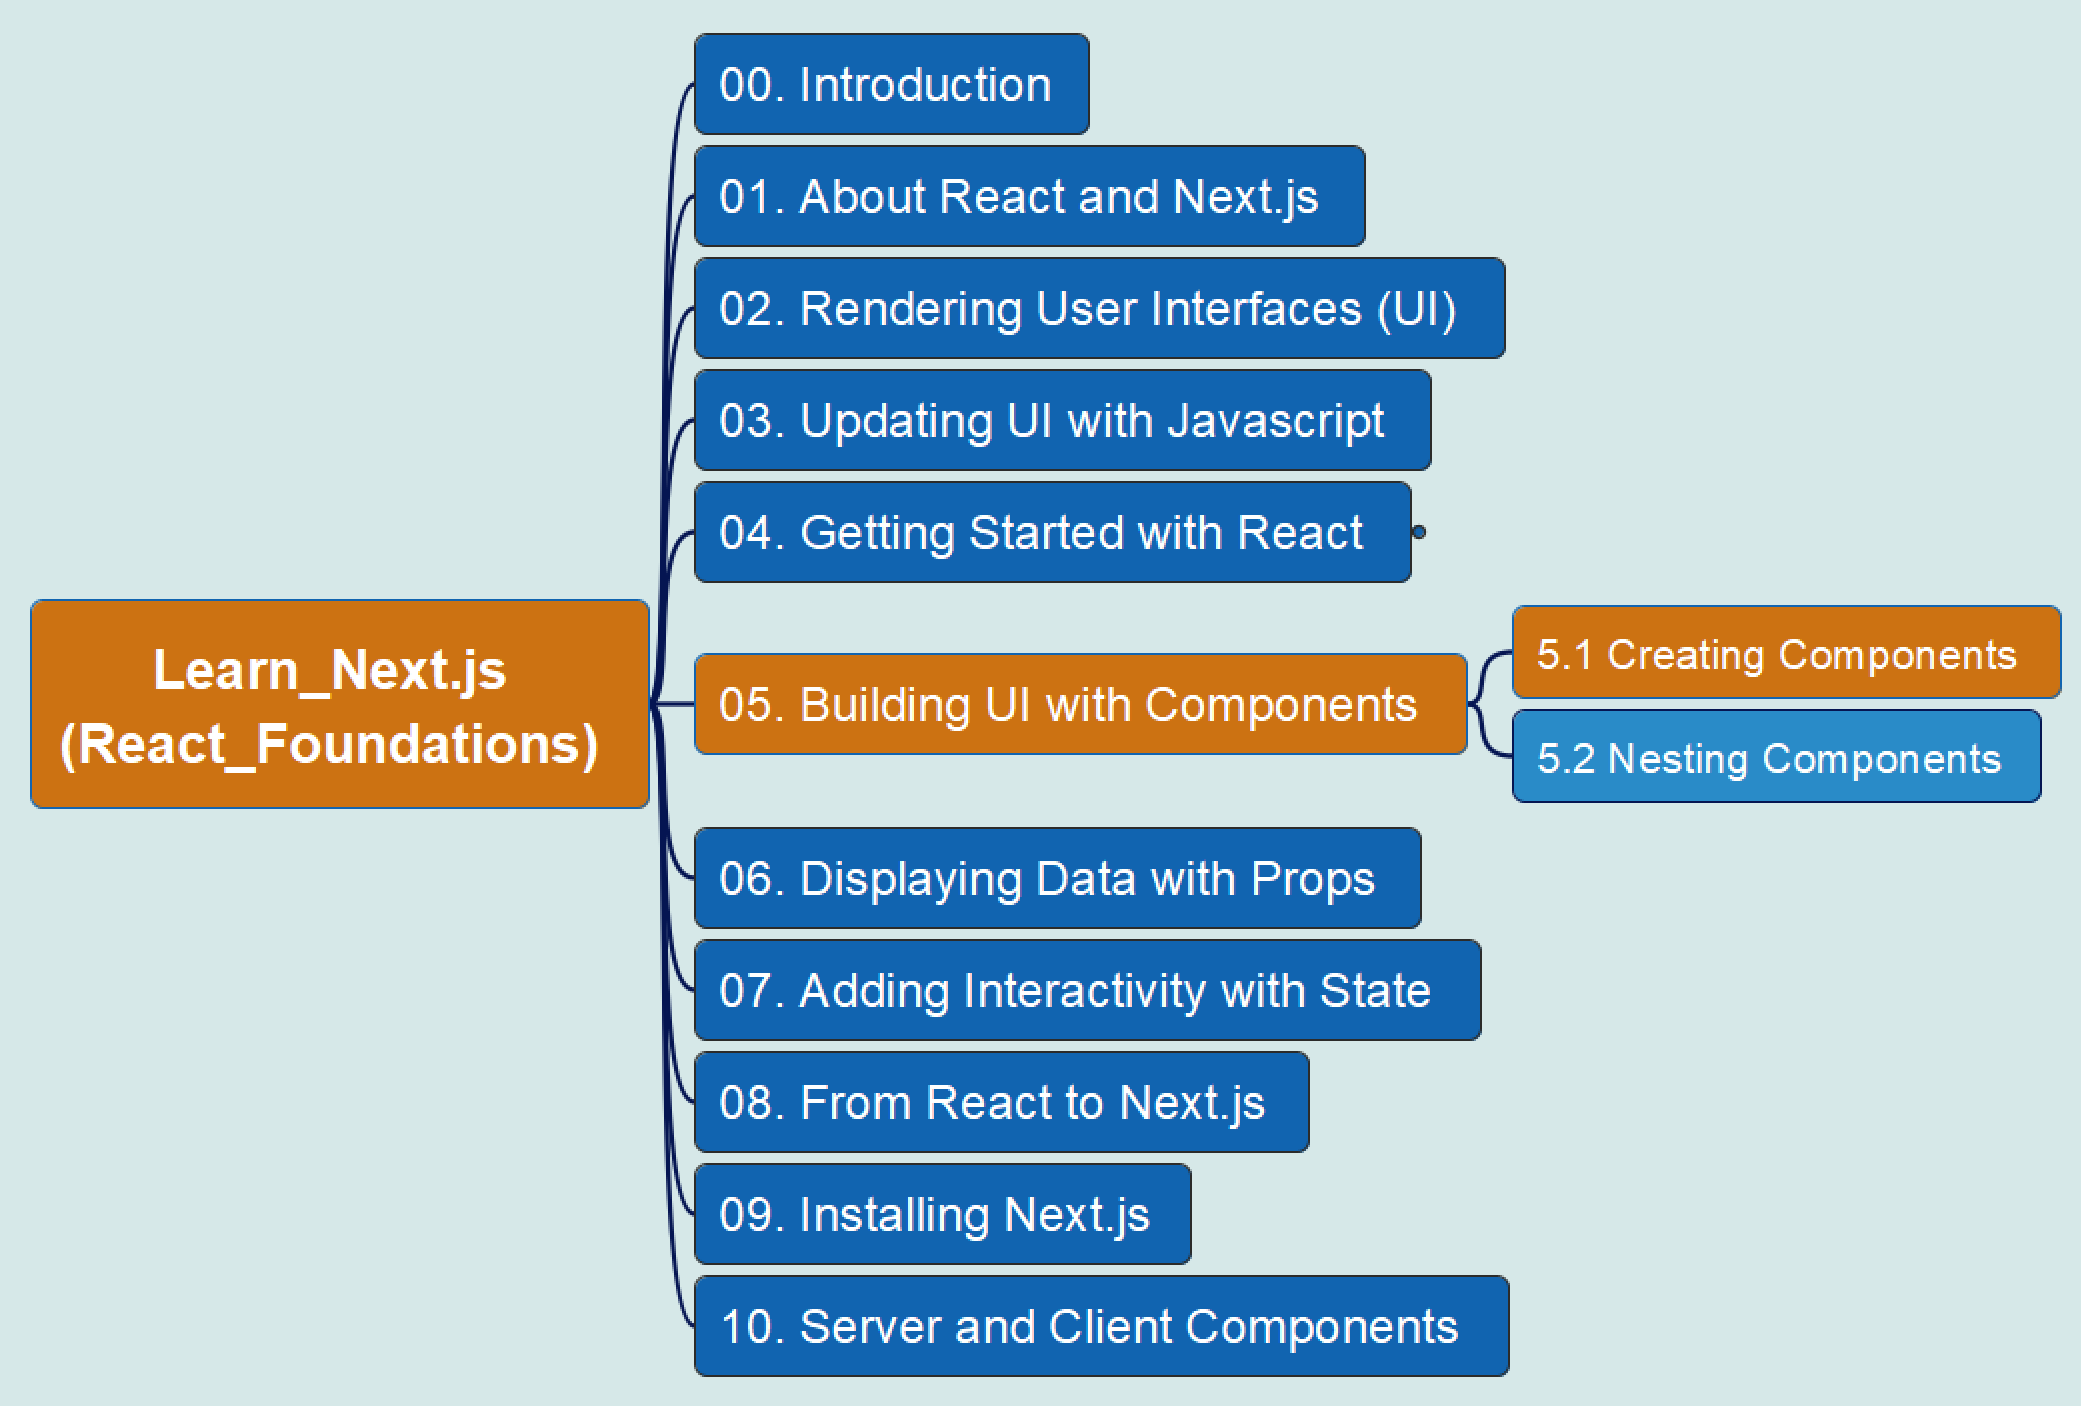 00. Introduction
01. About React and Next.js
02. Rendering User Interfaces (UI)
03. Updating UI with Javascript
04. Getting Started with React
Learn_Next.js
(React_Foundations)
05. Building UI with Components
5.1 Creating Components
5.2 Nesting Components
06. Displaying Data with Props
07. Adding Interactivity with State
08. From React to Next.js
09. Installing Next.js
10. Server and Client Components